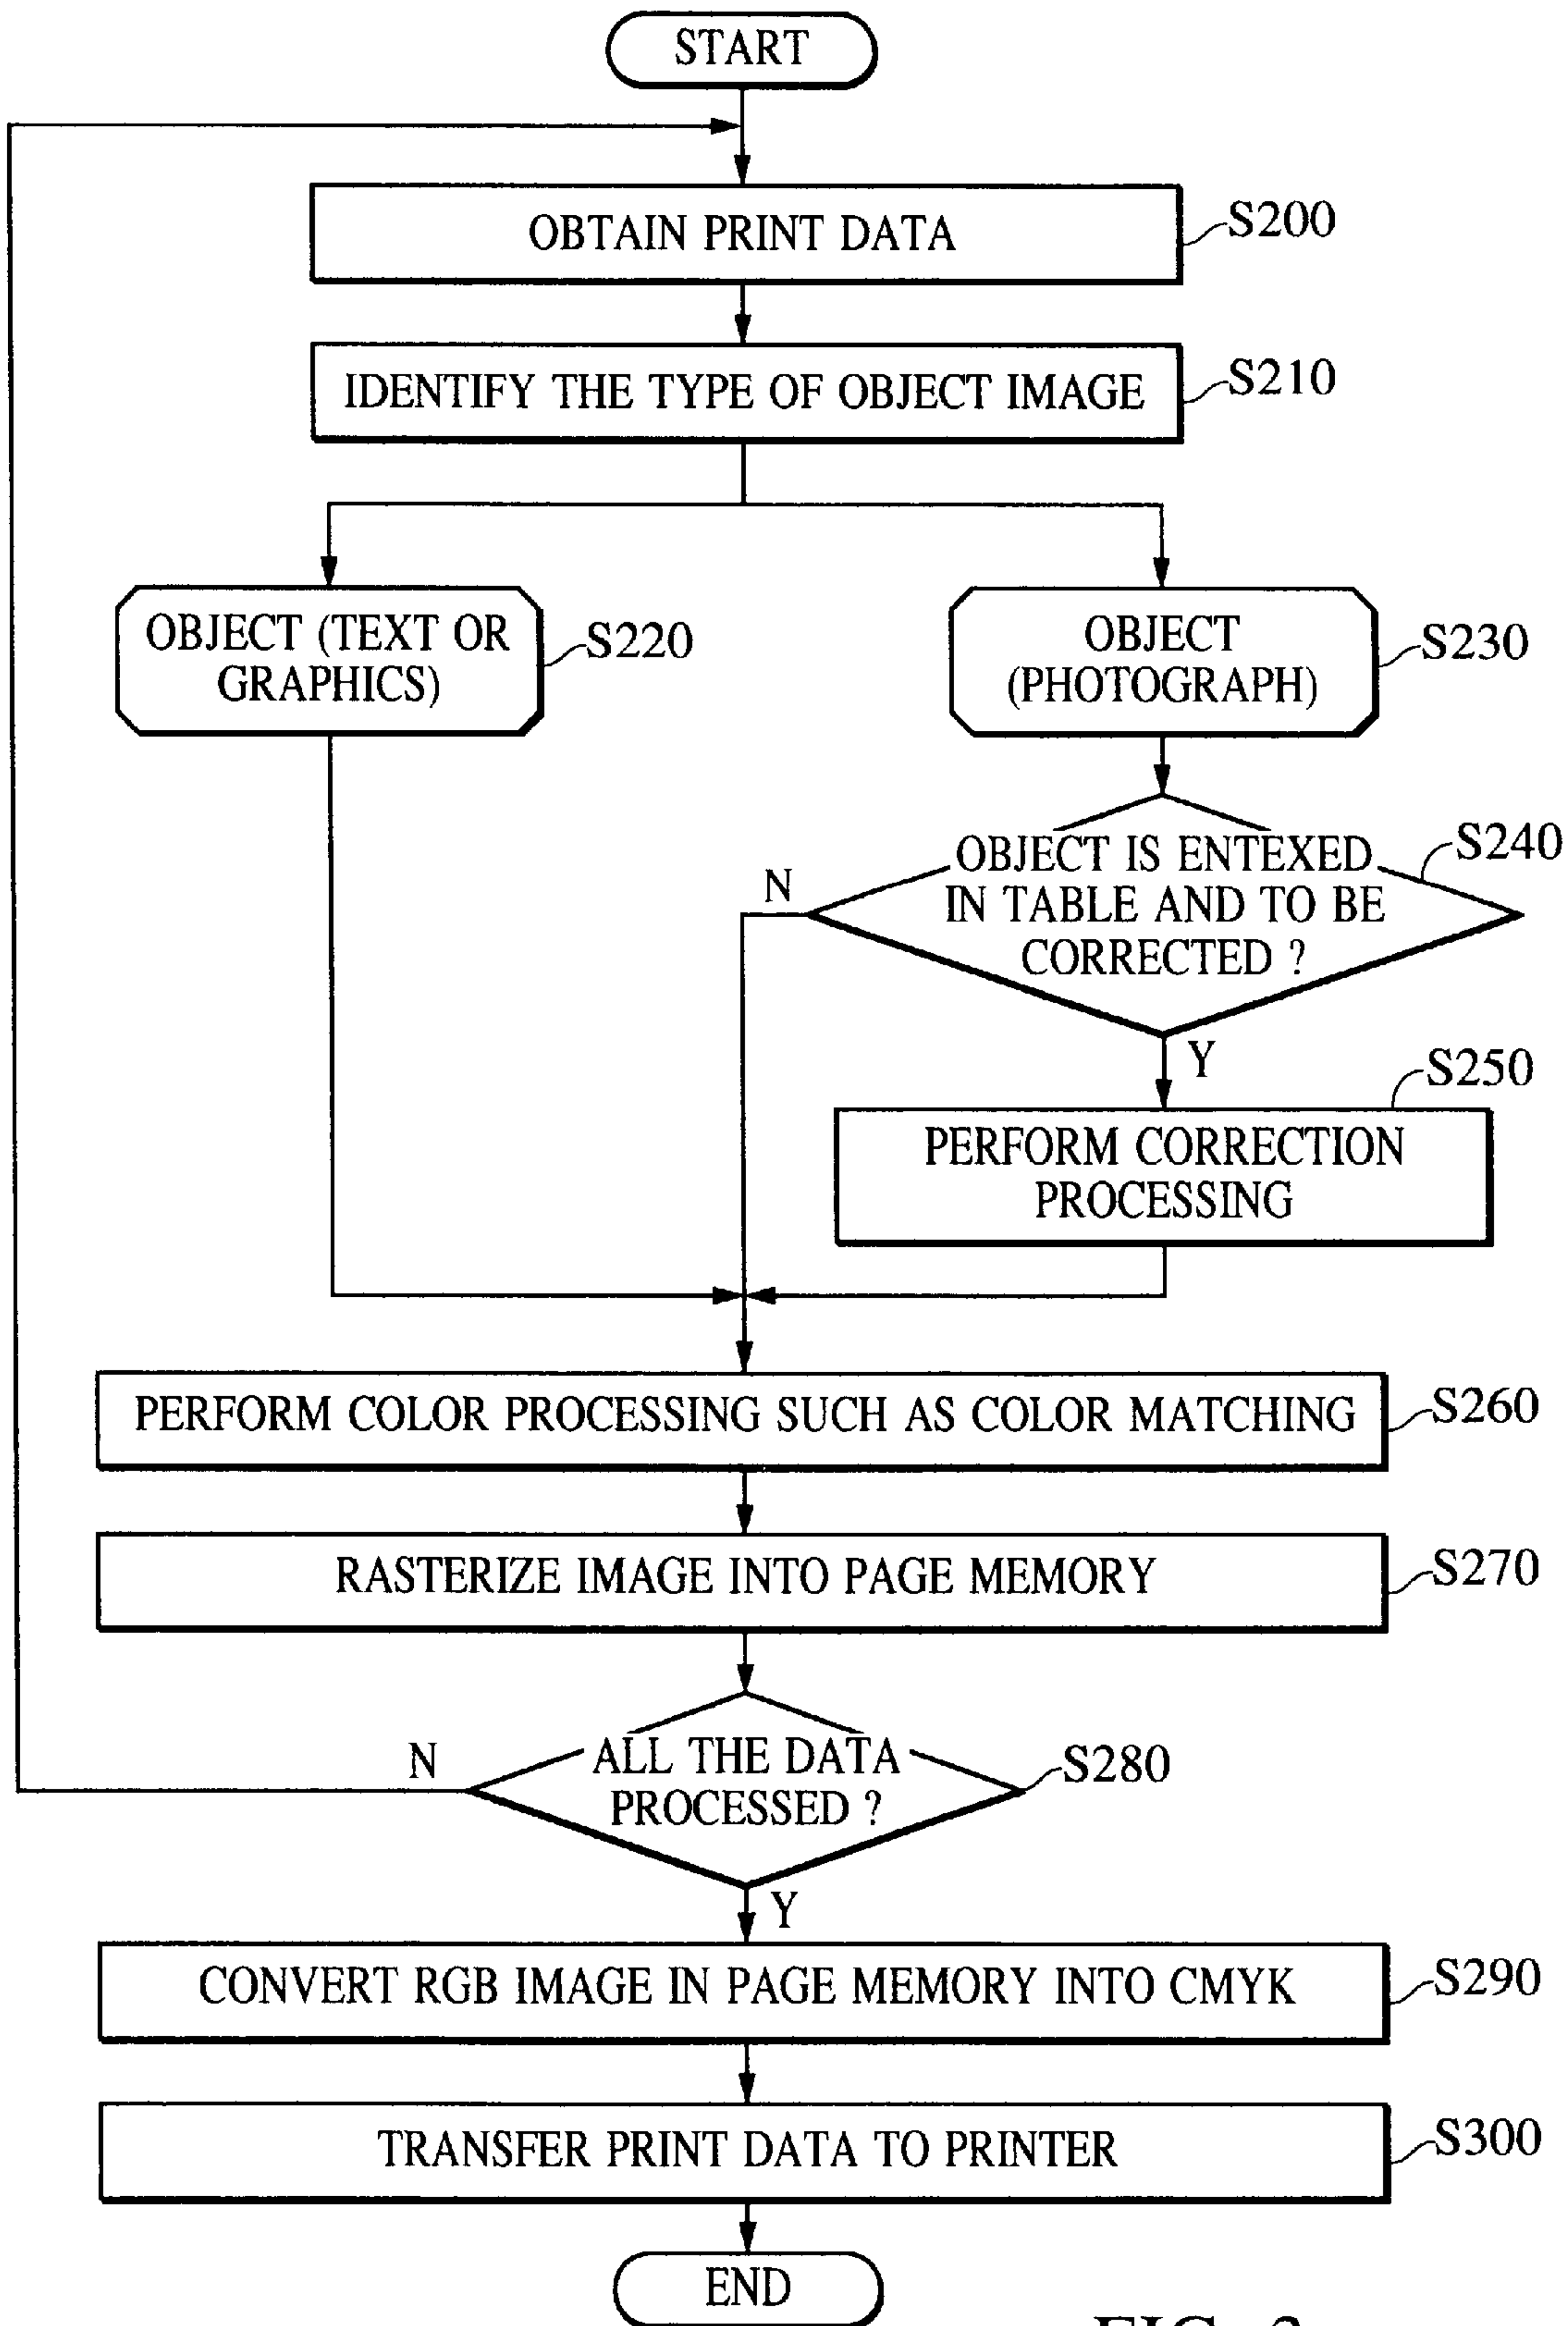 START
OBTAIN PRINT DATA
S200
IDENTIFY THE TYPE OF OBJECT IMAGE
S210
OBJECT (TEXT OR
GRAPHICS)
S220
OBJECT
(PHOTOGRAPH)
S230
OBJECT IS ENTEXED
IN TABLE AND TO BE
CORRECTED ?
S240
N
Y
S250
PERFORM CORRECTION
PROCESSING
PERFORM COLOR PROCESSING SUCH AS COLOR MATCHING
S260
RASTERIZE IMAGE INTO PAGE MEMORY
S270
ALL THE DATA
PROCESSED ?
S280
N
Y
CONVERT RGB IMAGE IN PAGE MEMORY INTO CMYK
S290
TRANSFER PRINT DATA TO PRINTER
S300
END